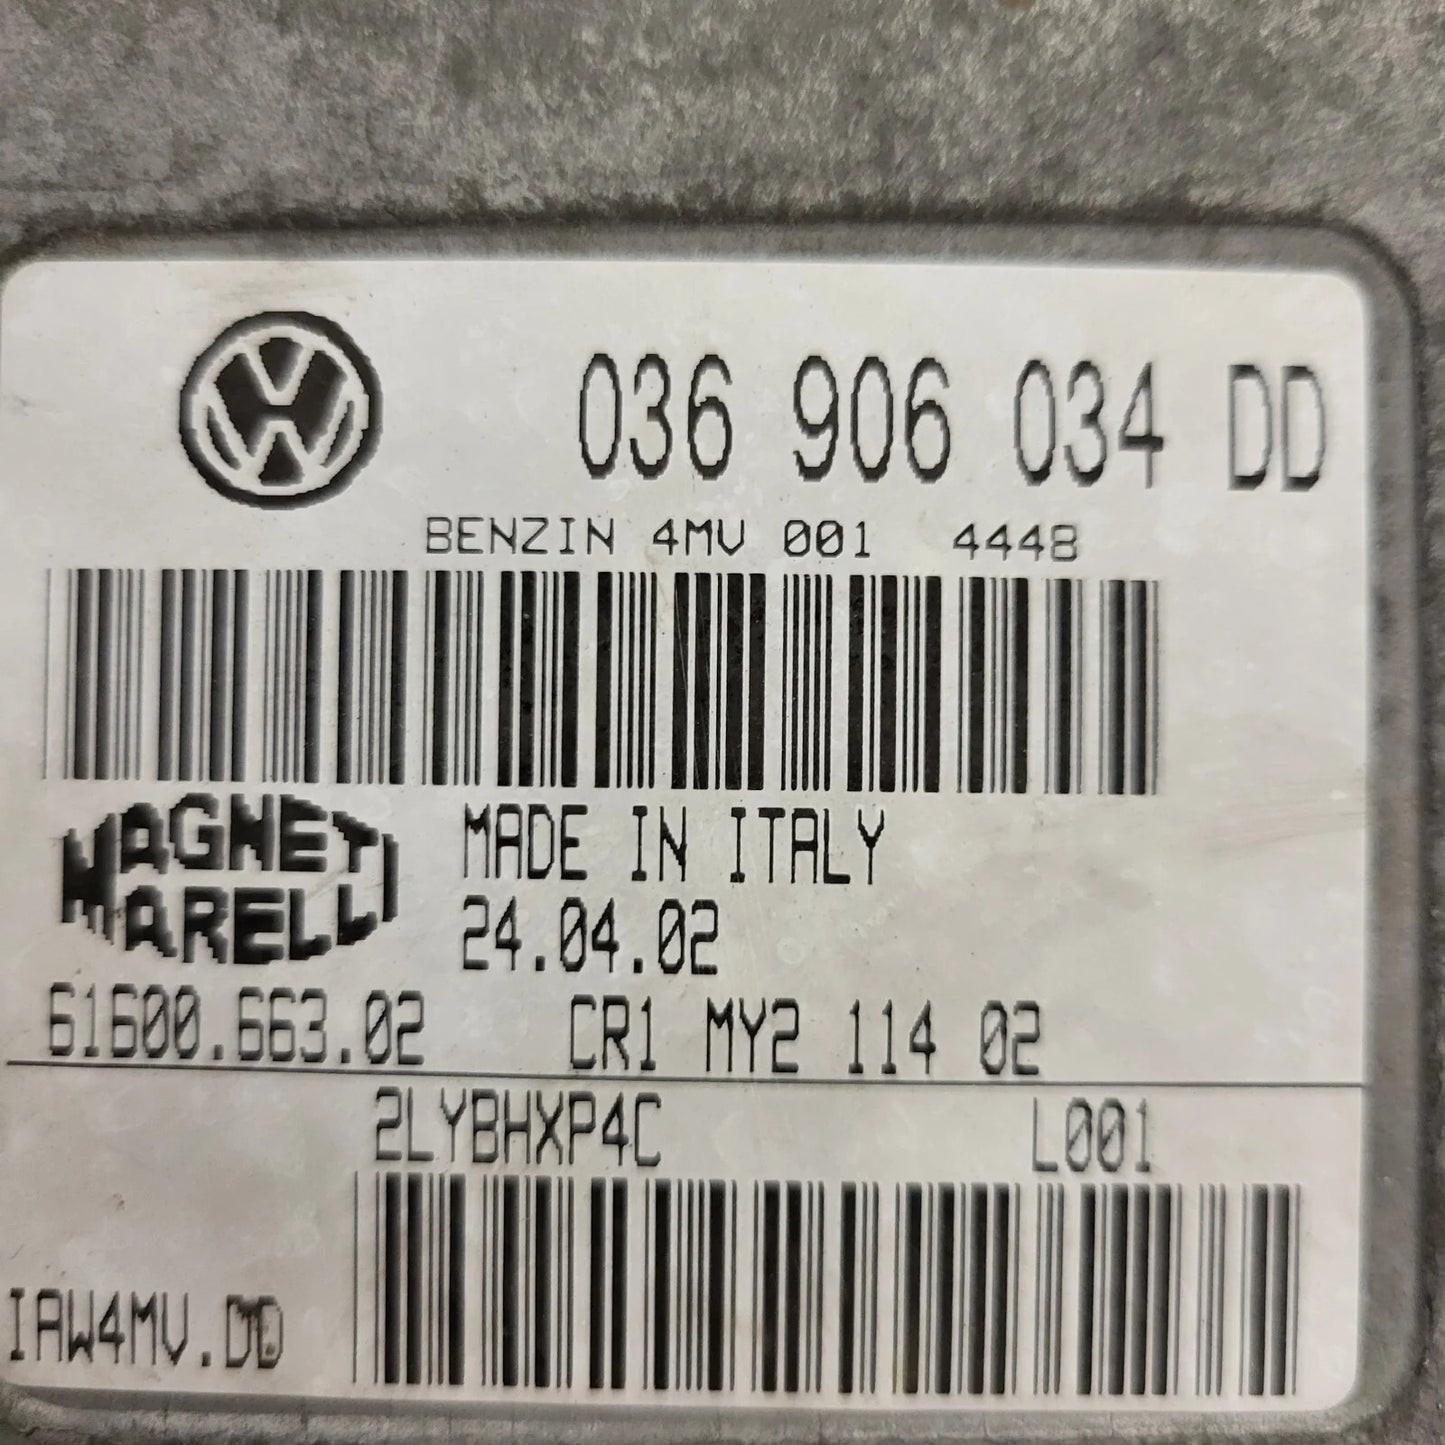 036 906 034 DD
BENZIN 4MV 001 4448
MAGNETI
MARELLI
MADE IN ITALY
24.04.02
61600.663.02 CR1 MY2 114 02
2LYBHXP4C L001
IAW4MV.DD